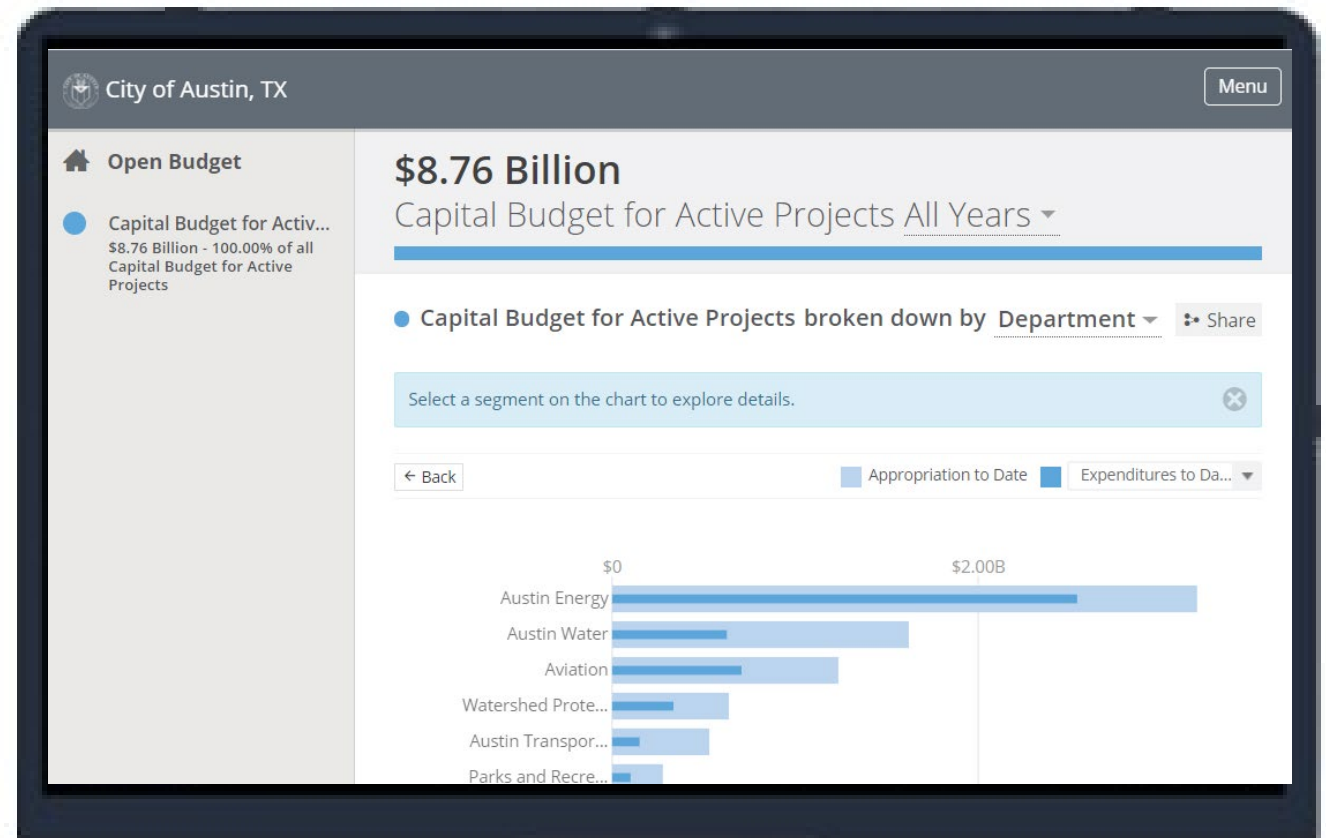 City of Austin, TX
Menu
Open Budget
Capital Budget for Activ...
$8.76 Billion - 100.00% of all
Capital Budget for Active
Projects
$8.76 Billion
Capital Budget for Active Projects All Years
Capital Budget for Active Projects broken down by Department
Share
Select a segment on the chart to explore details.
← Back
Appropriation to Date
Expenditures to Da...
$0
$2.00B
Austin Energy
Austin Water
Aviation
Watershed Prote...
Austin Transpor...
Parks and Recre...